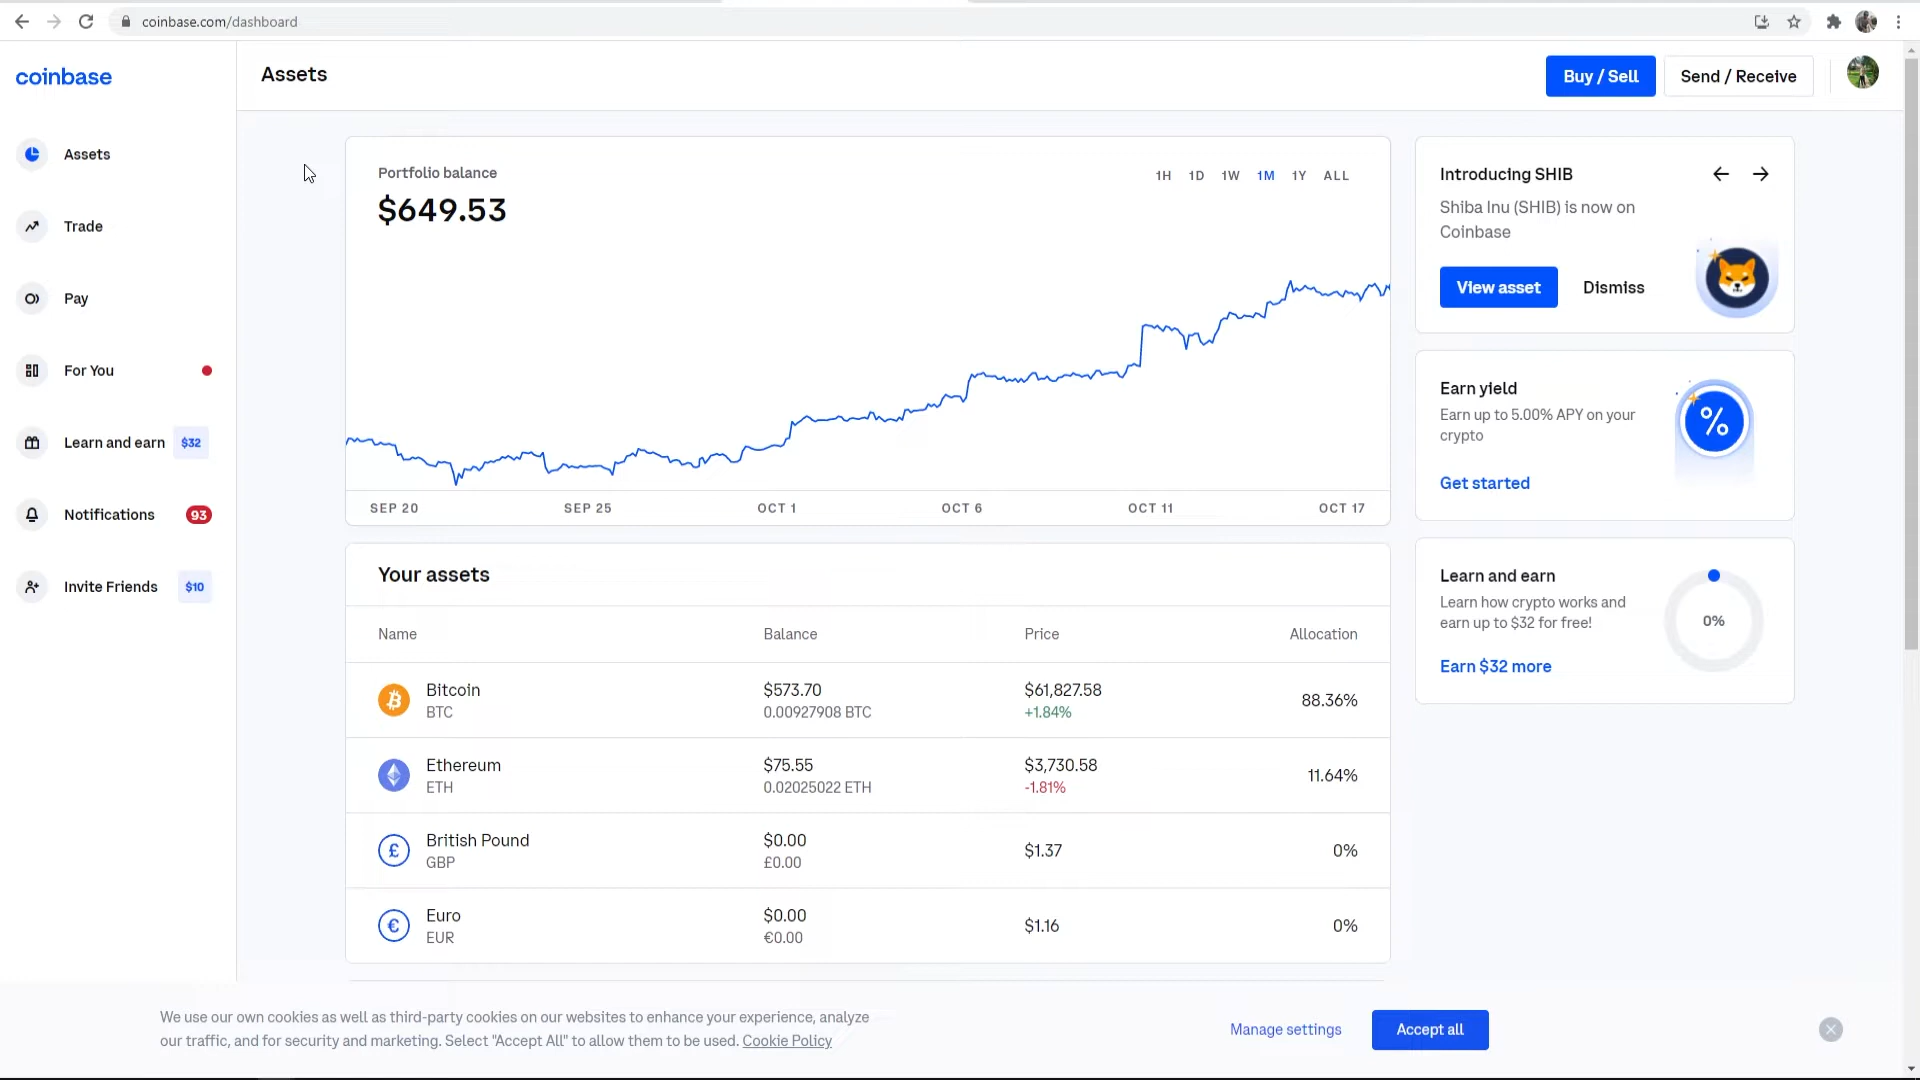 coinbase.com/dashboard
coinbase
Assets
Buy / Sell
Send / Receive
Assets
Trade
Pay
For You
Learn and earn $32
Notifications 93
Invite Friends $10
Portfolio balance
$649.53
1H 1D 1W 1M 1Y ALL
SEP 20 SEP 25 OCT 1 OCT 6 OCT 11 OCT 17
Your assets
Name Balance Price Allocation
Bitcoin $573.70 $61,827.58 88.36%
BTC 0.00927908 BTC +1.84%
Ethereum $75.55 $3,730.58 11.64%
ETH 0.02025022 ETH -1.81%
British Pound $0.00 $1.37 0%
GBP £0.00
Euro $0.00 $1.16 0%
EUR €0.00
Introducing SHIB
Shiba Inu (SHIB) is now on
Coinbase
View asset Dismiss
Earn yield
Earn up to 5.00% APY on your
crypto
%
Get started
Learn and earn
Learn how crypto works and
earn up to $32 for free!
0%
Earn $32 more
We use our own cookies as well as third-party cookies on our websites to enhance your experience, analyze
our traffic, and for security and marketing. Select "Accept All" to allow them to be used. Cookie Policy
Manage settings
Accept all